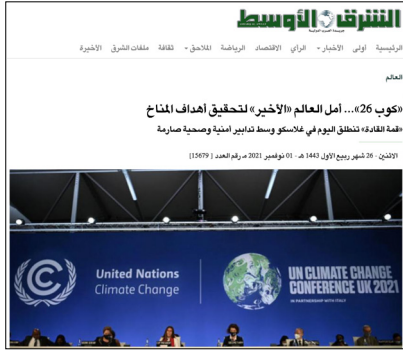 الشرق الأوسط
جريدة العرب الدولية
الرئيسية أولى الأخبار الرأي الاقتصاد الرياضة الملاحق ثقافة ملفات الشرق الأخيرة
العالم
«كوب 26»... أمل العالم «الأخير» لتحقيق أهداف المناخ
«قمة القادة» تنطلق اليوم في غلاسكو وسط تدابير أمنية وصحية صارمة
الاثنين - 26 شهر ربيع الأول 1443 هـ - 01 نوفمبر 2021 مـ رقم العدد [15679]
United Nations
Climate Change
UN CLIMATE CHANGE
CONFERENCE UK 2021
IN PARTNERSHIP WITH ITALY